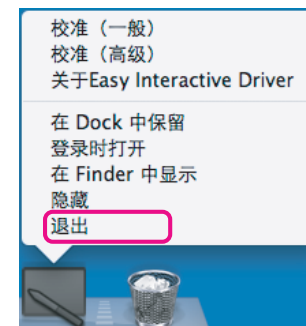 校准（一般）
校准（高级）
关于Easy Interactive Driver
在 Dock 中保留
登录时打开
在 Finder 中显示
隐藏
退出